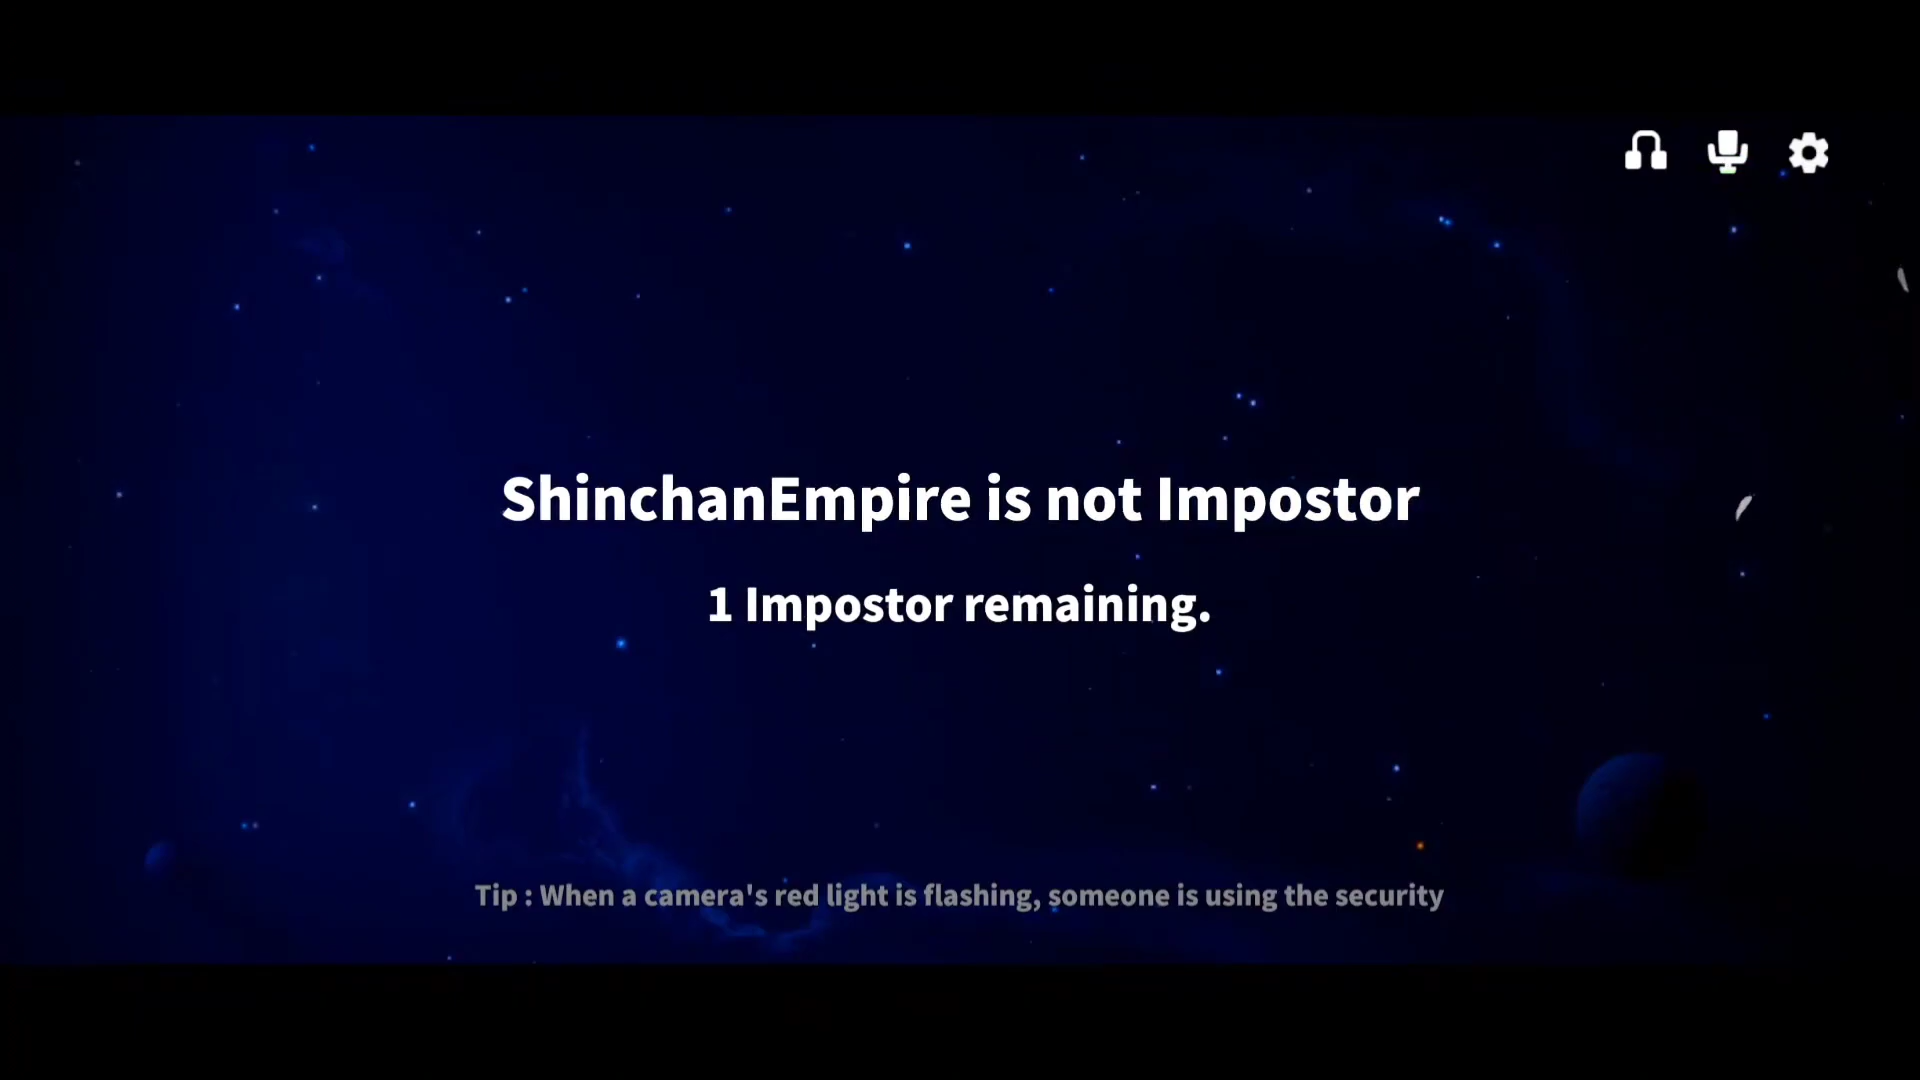 ShinchanEmpire is not Impostor
1 Impostor remaining.
Tip : When a camera's red light is flashing, someone is using the security